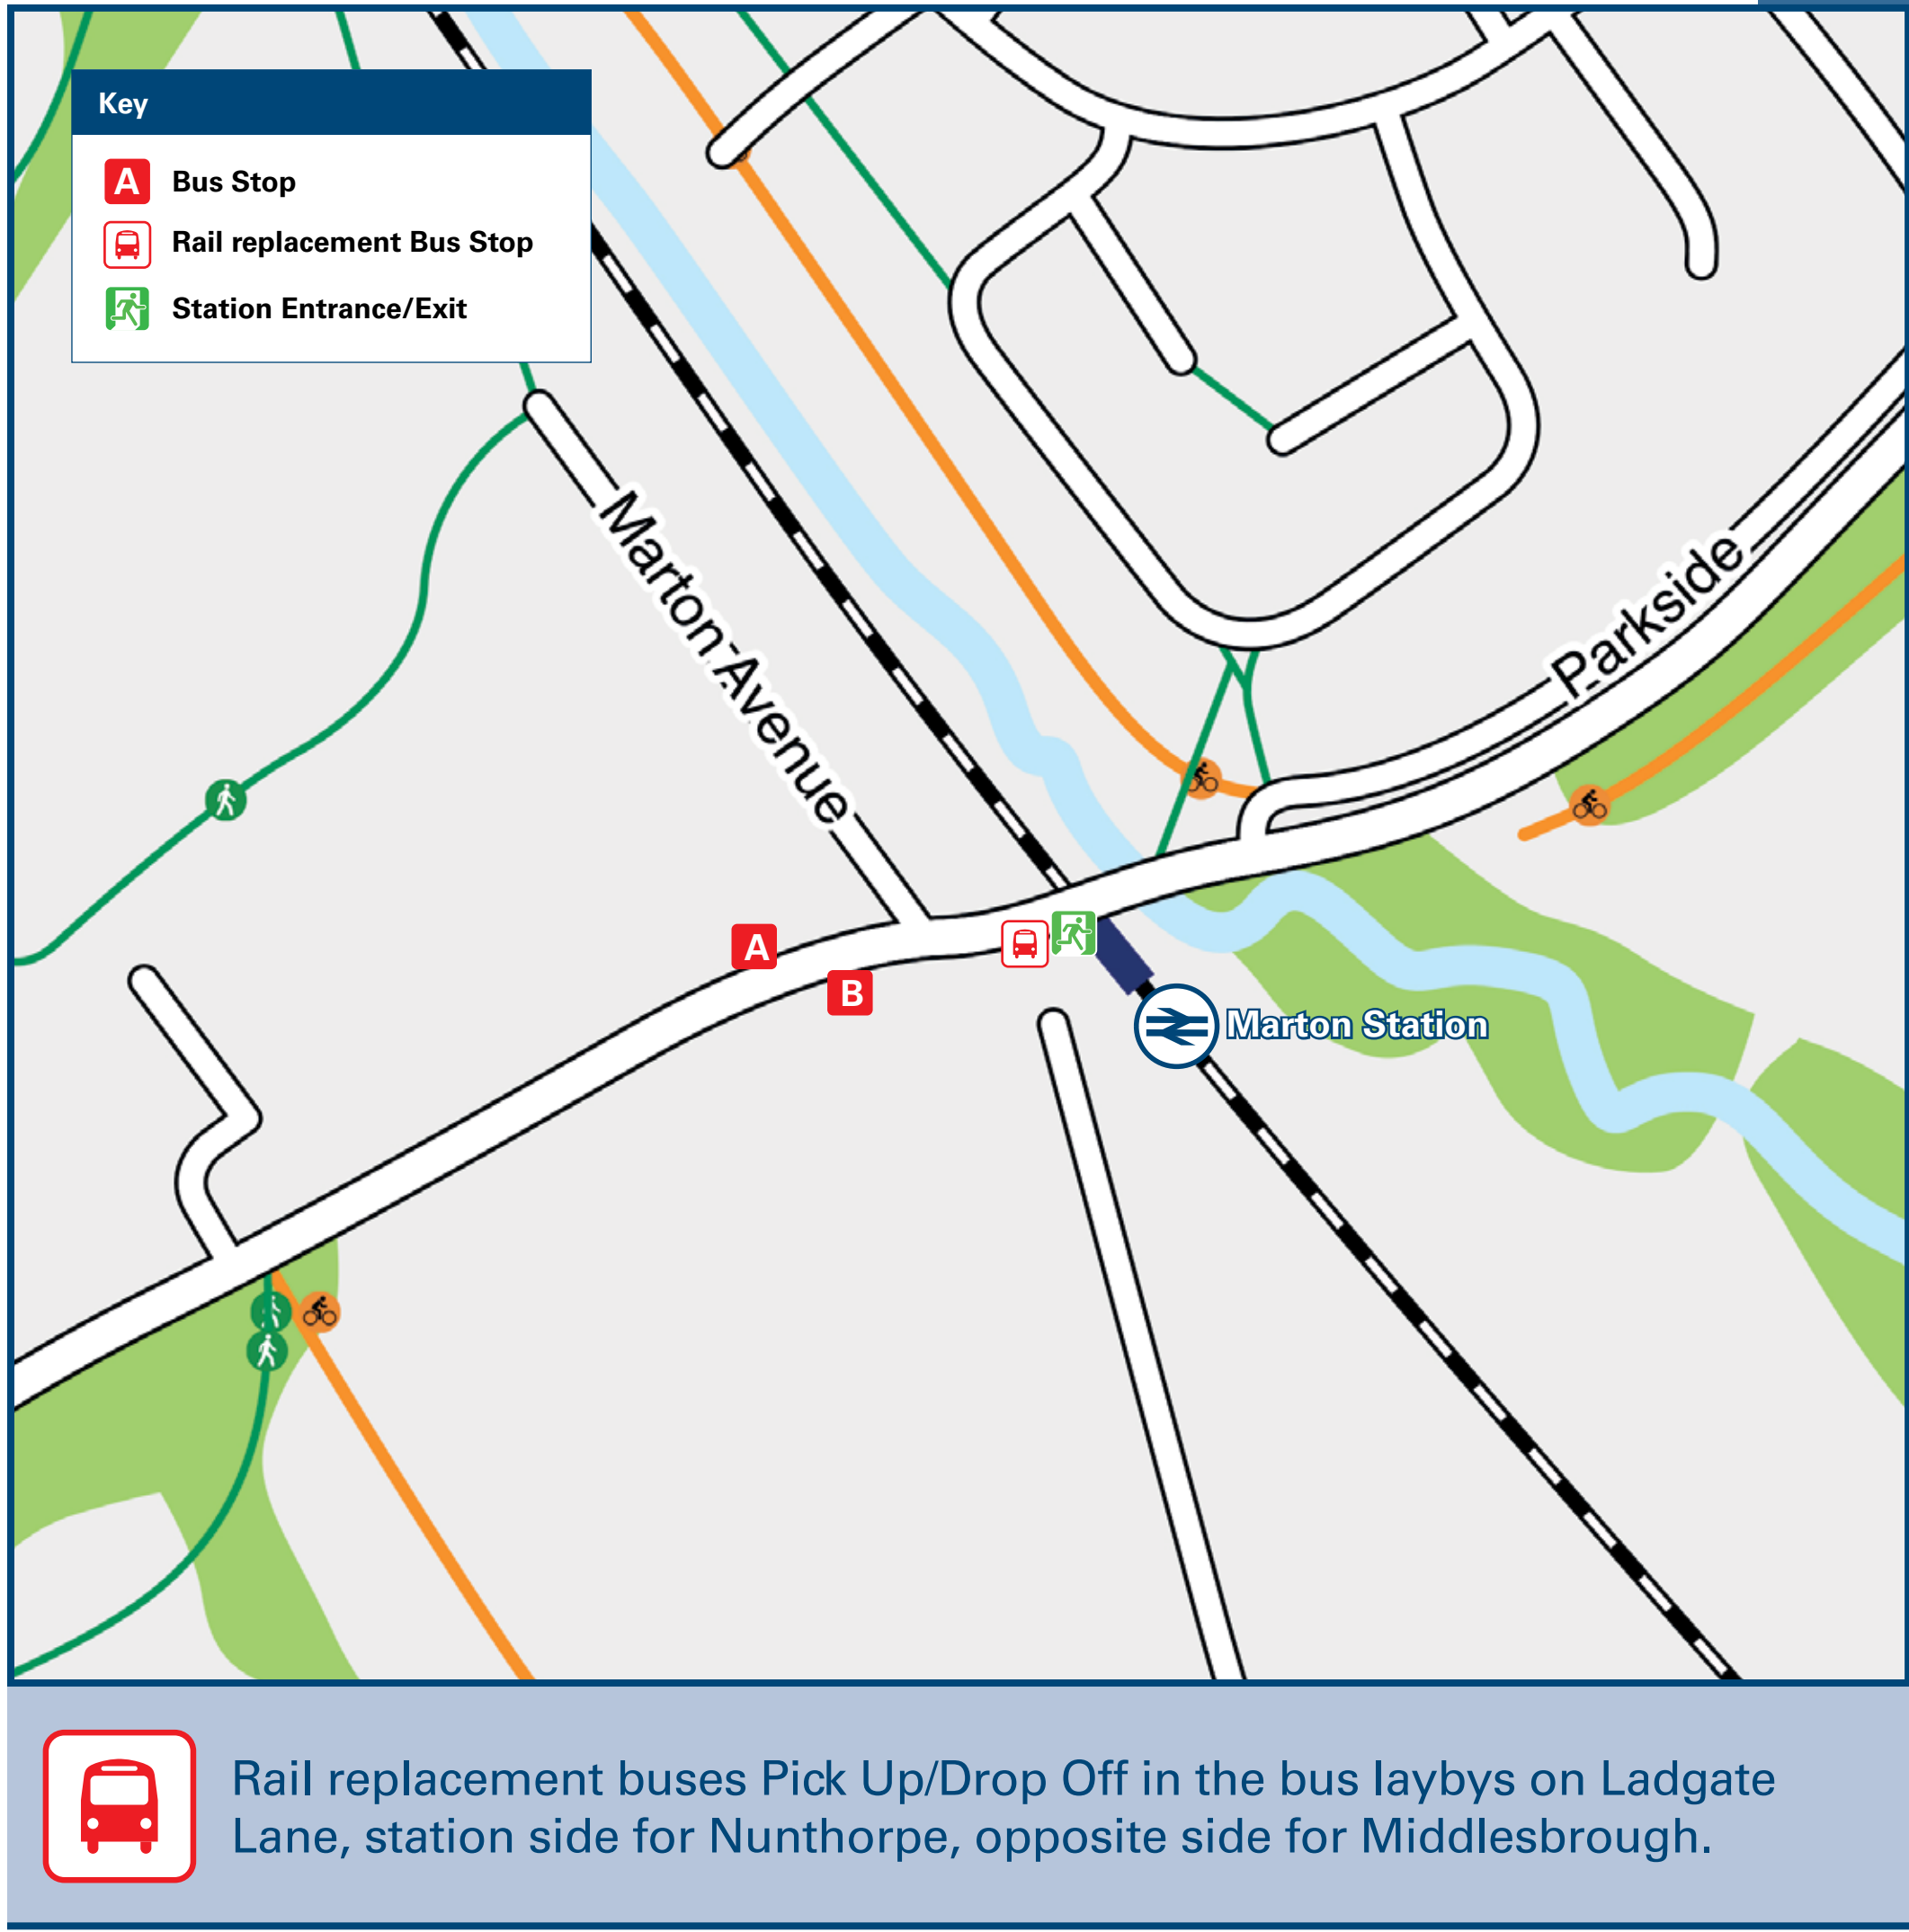 Key
A
Bus Stop
Rail replacement Bus Stop
Station Entrance/Exit
Marton Avenue
Parkside
A
B
Marton Station
Rail replacement buses Pick Up/Drop Off in the bus laybys on Ladgate
Lane, station side for Nunthorpe, opposite side for Middlesbrough.